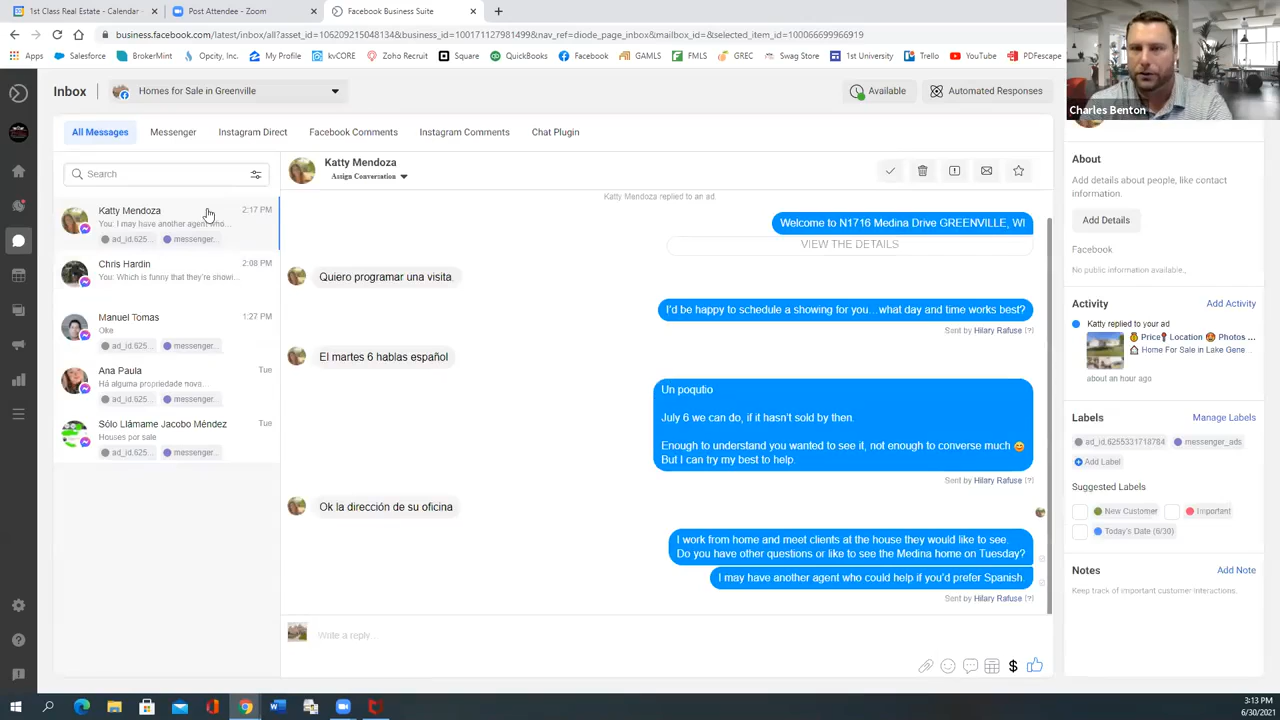 1st Class Real Estate - Calendar
Post Attendee - Zoom
Facebook Business Suite
business.facebook.com/latest/inbox/all?asset_id=106209215048134&business_id=100171127981499&nav_ref=diode_page_inbox&mailbox_id=&selected_item_id=100066699966919
Apps
Salesforce
BrokerMint
Opcity, Inc.
My Profile
kvCORE
Zoho Recruit
Square
QuickBooks
Facebook
GAMLS
FMLS
GREC
Swag Store
1st University
Trello
YouTube
PDFescape
Charles Benton
Inbox
Homes for Sale in Greenville
Available
Automated Responses
All Messages
Messenger
Instagram Direct
Facebook Comments
Instagram Comments
Chat Plugin
Search
Katty Mendoza
2:17 PM
You: I may have another agent who...
ad_id.625...
messenger...
Chris Hardin
2:08 PM
You: Which is funny that they're showi...
Manuel Tomas
1:27 PM
Oke
ad_id.625...
messenger...
Ana Paula
Tue
Há alguma propriedade nova...
ad_id.625...
messenger...
Sólo Llámame Jacobo Méndez
Tue
Houses por sale
ad_id.625...
messenger...
Katty Mendoza
Assign Conversation
Katty Mendoza replied to an ad
Welcome to N1716 Medina Drive GREENVILLE, WI
VIEW THE DETAILS
Quiero programar una visita.
I'd be happy to schedule a showing for you...what day and time works best?
Sent by Hilary Rafuse [?]
El martes 6 hablas español
Un poqutio
July 6 we can do, if it hasn't sold by then.
Enough to understand you wanted to see it, not enough to converse much 😊
But I can try my best to help.
Sent by Hilary Rafuse [?]
Ok la dirección de su oficina
I work from home and meet clients at the house they would like to see.
Do you have other questions or like to see the Medina home on Tuesday?
I may have another agent who could help if you'd prefer Spanish.
Sent by Hilary Rafuse [?]
Write a reply...
About
Add details about people, like contact
information.
Add Details
Facebook
No public information available.
Activity
Add Activity
Katty replied to your ad
Price Location Photos ...
Home For Sale in Lake Gene...
about an hour ago
Labels
Manage Labels
ad_id.6255331718784
messenger_ads
Add Label
Suggested Labels
New Customer
Important
Today's Date (6/30)
Notes
Add Note
Keep track of important customer interactions.
3:13 PM
6/30/2021